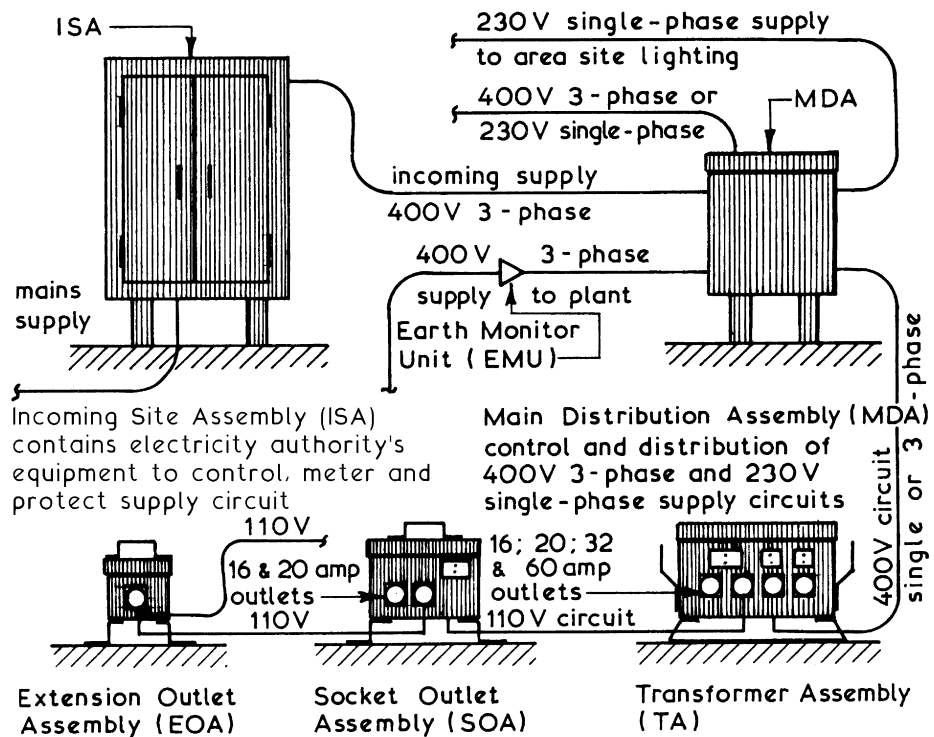 ISA
230V single-phase supply
to area site lighting
400V 3-phase or
230V single-phase
MDA
incoming supply
400V 3-phase
400V 3-phase
supply to plant
Earth Monitor
Unit (EMU)
mains
supply
Incoming Site Assembly (ISA)
contains electricity authority's
equipment to control, meter and
protect supply circuit
Main Distribution Assembly (MDA)
control and distribution of
400V 3-phase and 230V
single-phase supply circuits
400V circuit
single or 3-phase
110V
16 & 20 amp
outlets
110V
16; 20; 32
& 60 amp
outlets
110V circuit
Extension Outlet
Assembly (EOA)
Socket Outlet
Assembly (SOA)
Transformer Assembly
(TA)